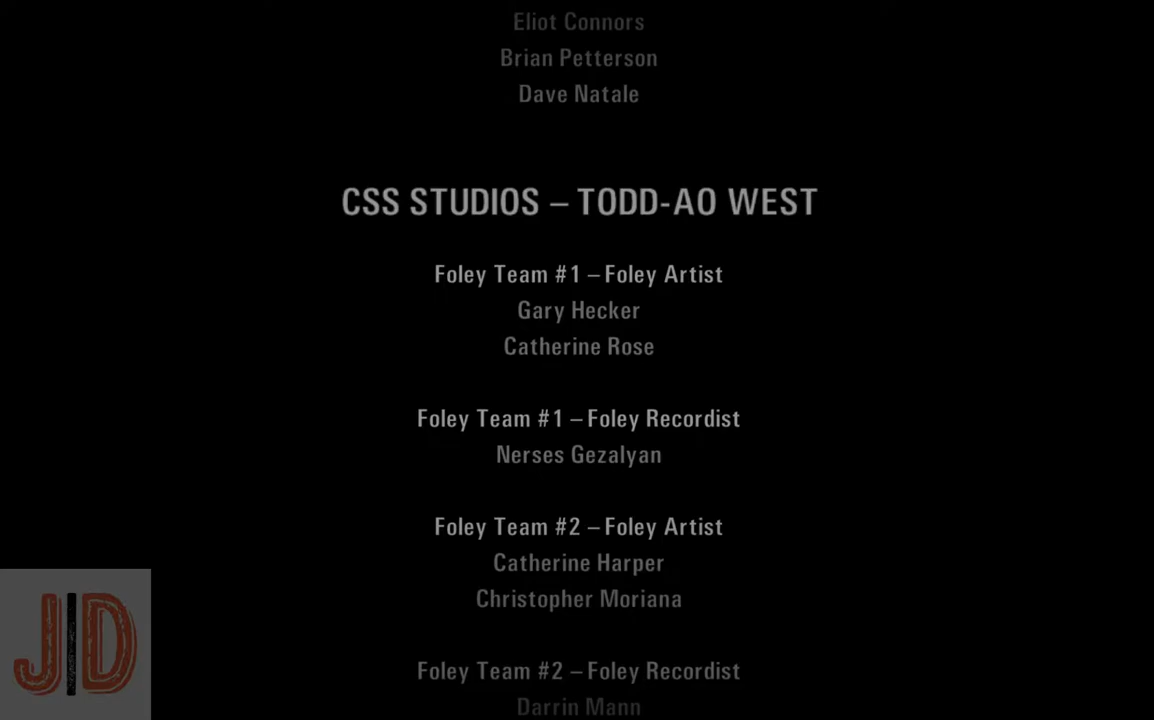 Eliot Connors
Brian Petterson
Dave Natale
CSS STUDIOS – TODD-AO WEST
Foley Team #1 – Foley Artist
Gary Hecker
Catherine Rose
Foley Team #1 – Foley Recordist
Nerses Gezalyan
Foley Team #2 – Foley Artist
Catherine Harper
Christopher Moriana
Foley Team #2 – Foley Recordist
Darrin Mann
J|D